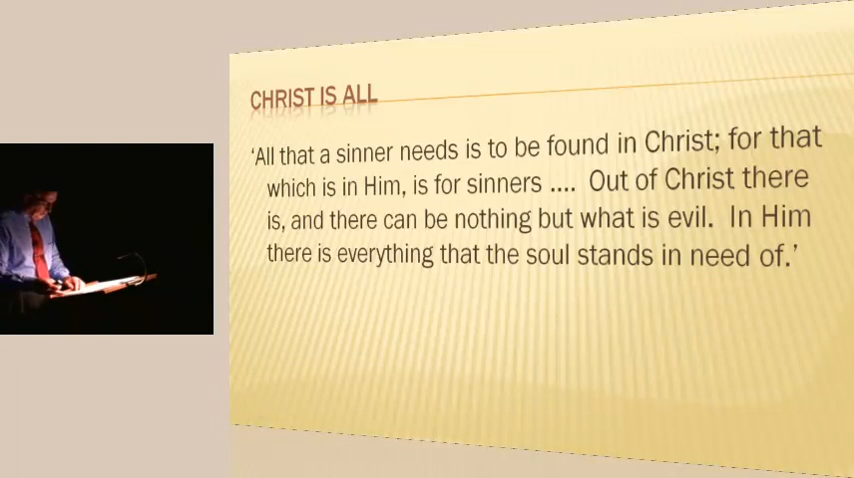 CHRIST IS ALL
‘All that a sinner needs is to be found in Christ; for that
which is in Him, is for sinners .... Out of Christ there
is, and there can be nothing but what is evil. In Him
there is everything that the soul stands in need of.’